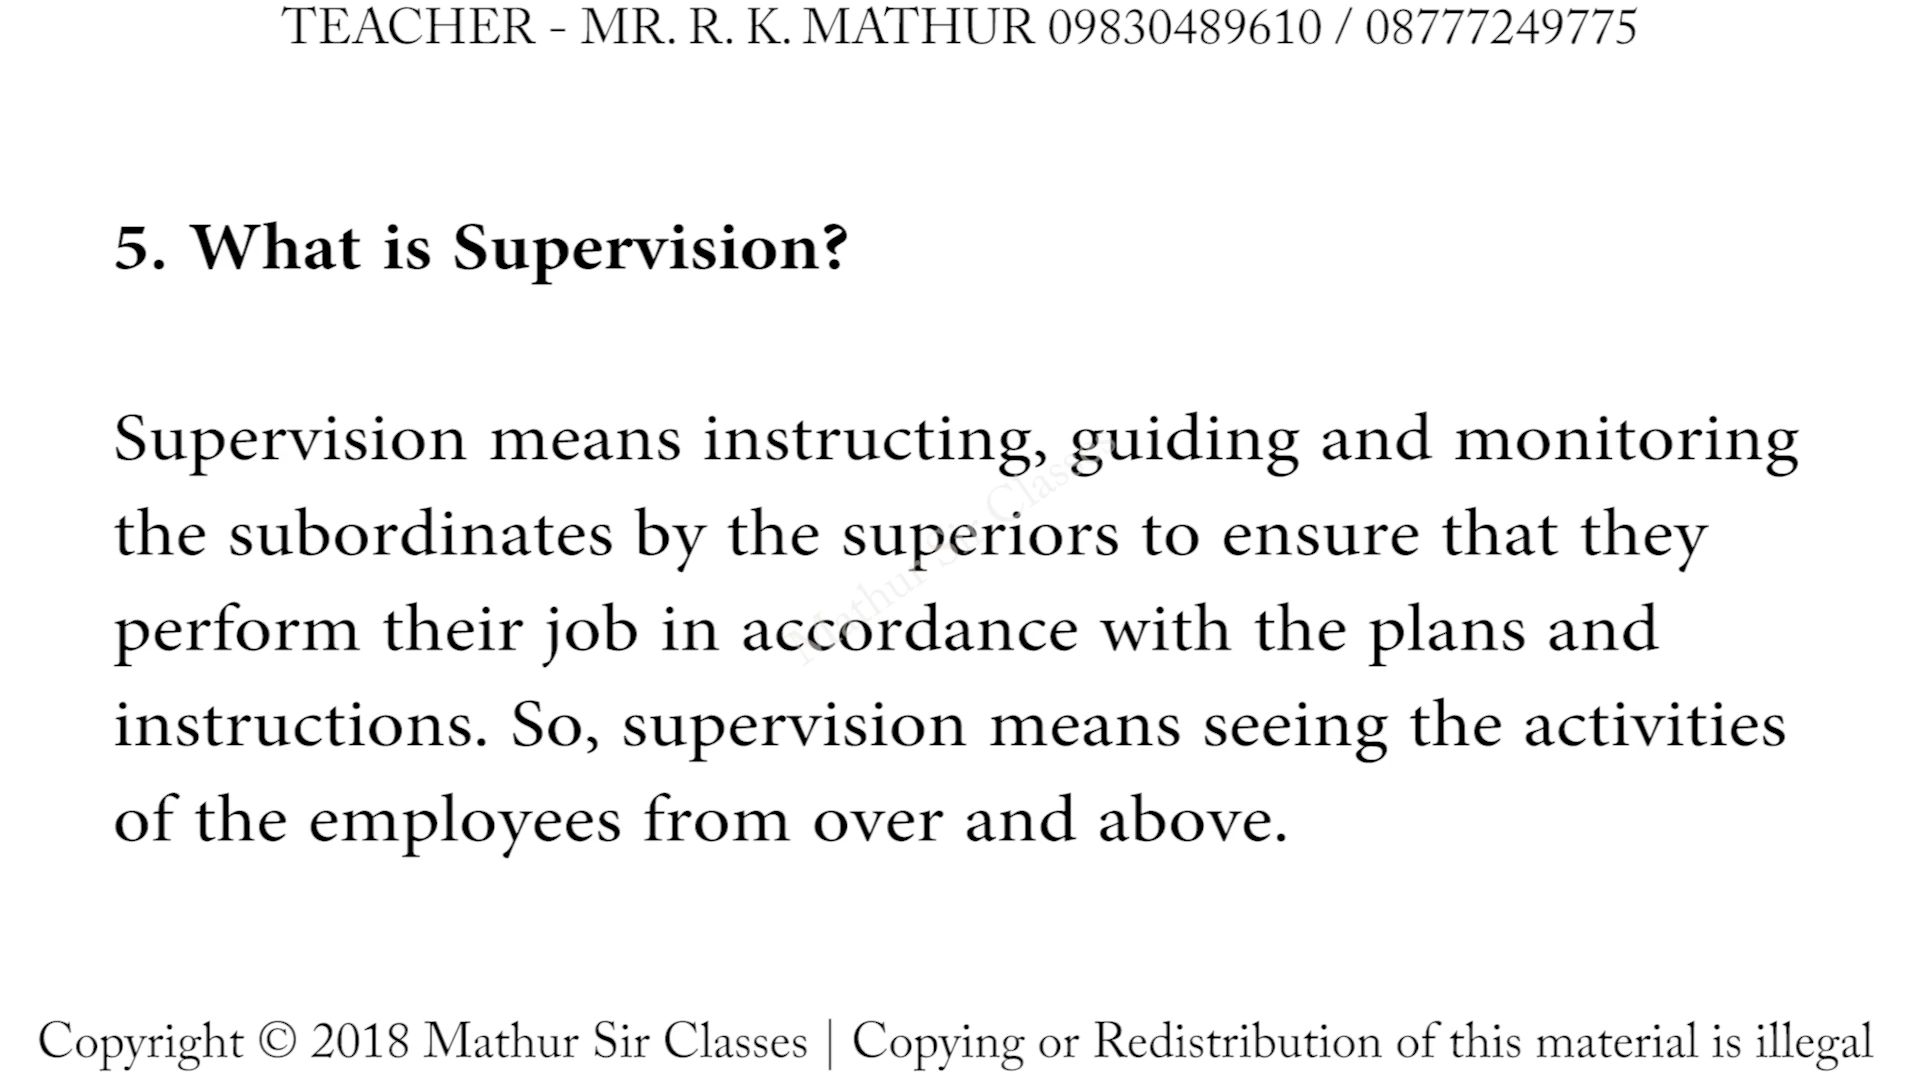 TEACHER - MR. R. K. MATHUR 09830489610 / 08777249775
5. What is Supervision?
Supervision means instructing, guiding and monitoring
the subordinates by the superiors to ensure that they
perform their job in accordance with the plans and
instructions. So, supervision means seeing the activities
of the employees from over and above.
Mathur Sir Classes
Copyright © 2018 Mathur Sir Classes | Copying or Redistribution of this material is illegal